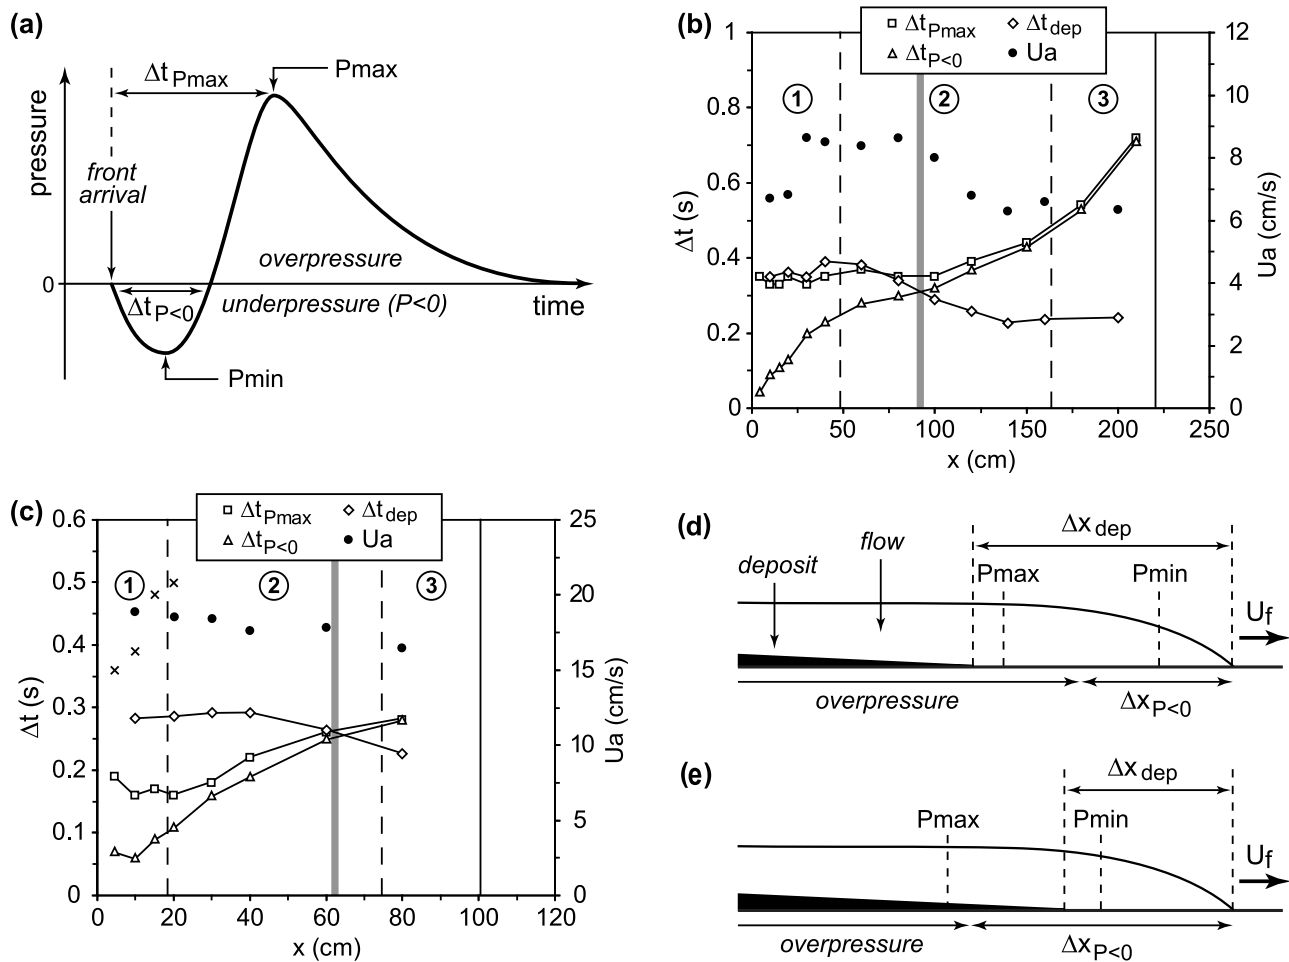 (a)
pressure
Δt Pmax
Pmax
front
arrival
0
overpressure
Δt P<0
underpressure (P<0)
time
Pmin
(b)
Δt Pmax
Δt dep
Δt P<0
Ua
1
2
3
1
0.8
0.6
0.4
0.2
0
Δt (s)
12
10
8
6
4
2
0
Ua (cm/s)
0 50 100 150 200 250
x (cm)
(c)
Δt Pmax
Δt dep
Δt P<0
Ua
1
2
3
0.6
0.5
0.4
0.3
0.2
0.1
0
Δt (s)
25
20
15
10
5
0
Ua (cm/s)
0 20 40 60 80 100 120
x (cm)
(d)
Δx dep
flow
deposit
Pmax
Pmin
Uf
overpressure
Δx P<0
(e)
Δx dep
Pmax
Pmin
Uf
overpressure
Δx P<0